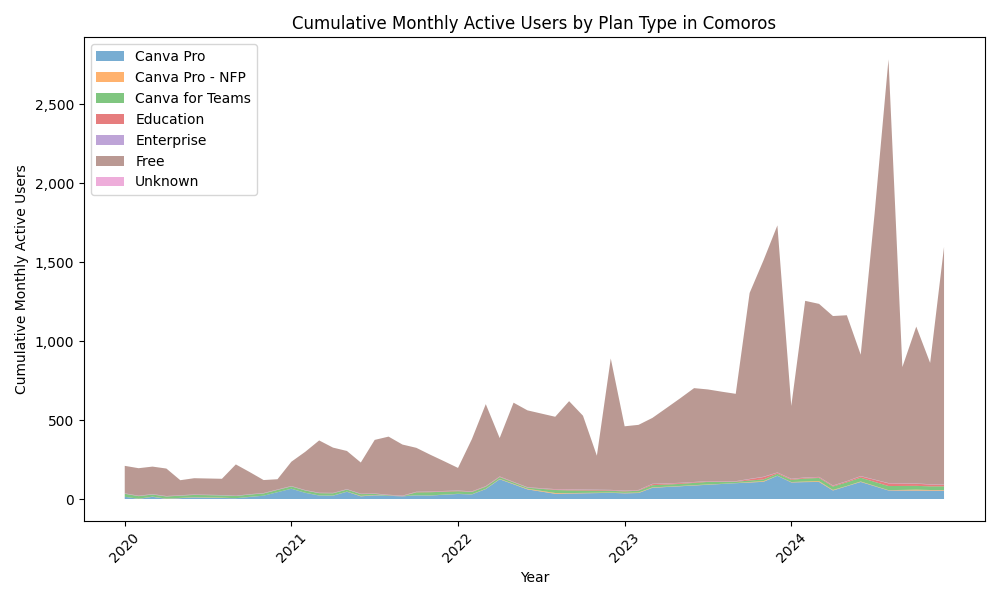 Cumulative Monthly Active Users by Plan Type in Comoros
Canva Pro
Canva Pro - NFP
Canva for Teams
Education
Enterprise
Free
Unknown
Cumulative Monthly Active Users
2,500
2,000
1,500
1,000
500
0
2020
2021
2022
2023
2024
Year